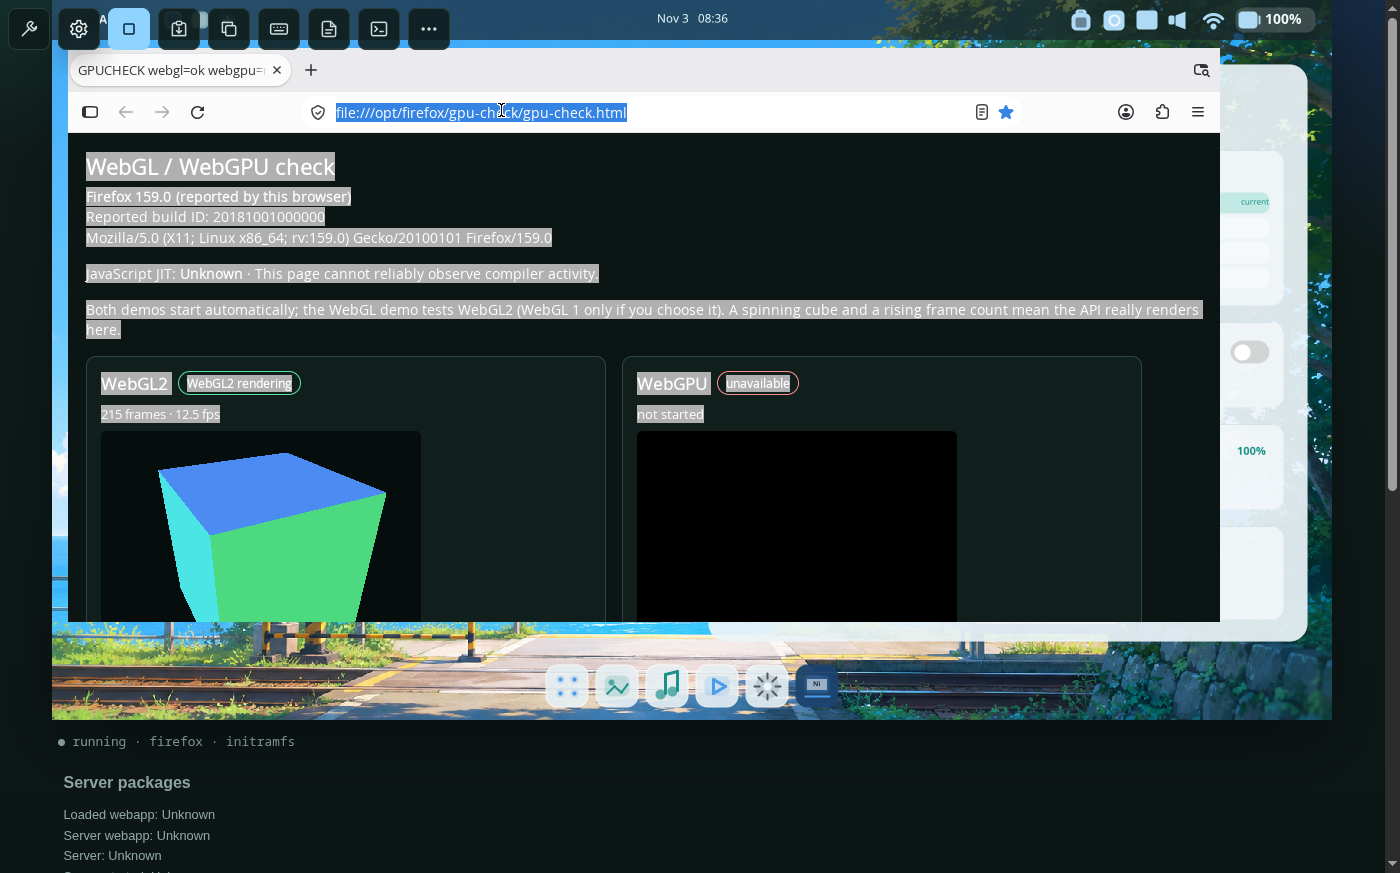 Nov 3 08:36
100%
GPUCHECK webgl=ok webgpu=
file:///opt/firefox/gpu-check/gpu-check.html
WebGL / WebGPU check
Firefox 159.0 (reported by this browser)
Reported build ID: 20181001000000
Mozilla/5.0 (X11; Linux x86_64; rv:159.0) Gecko/20100101 Firefox/159.0
JavaScript JIT: Unknown · This page cannot reliably observe compiler activity.
Both demos start automatically; the WebGL demo tests WebGL2 (WebGL 1 only if you choose it). A spinning cube and a rising frame count mean the API really renders
here.
WebGL2 WebGL2 rendering
215 frames · 12.5 fps
WebGPU unavailable
not started
current
100%
Ni
● running · firefox · initramfs
Server packages
Loaded webapp: Unknown
Server webapp: Unknown
Server: Unknown